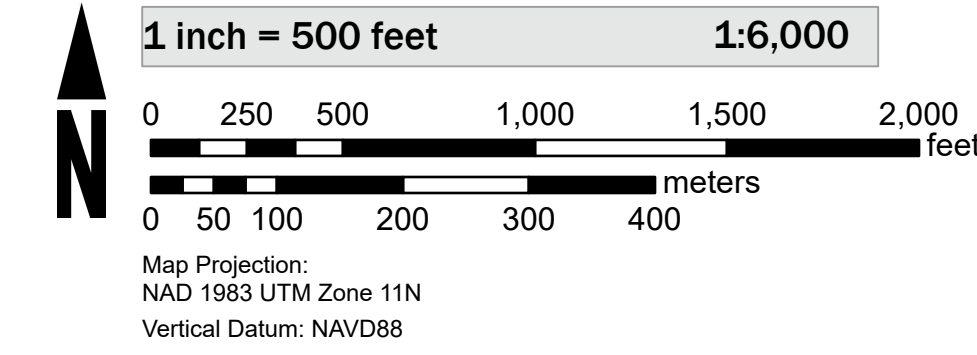 1 inch = 500 feet 1:6,000
0 250 500 1,000 1,500 2,000
feet
N
meters
0 50 100 200 300 400
Map Projection:
NAD 1983 UTM Zone 11N
Vertical Datum: NAVD88